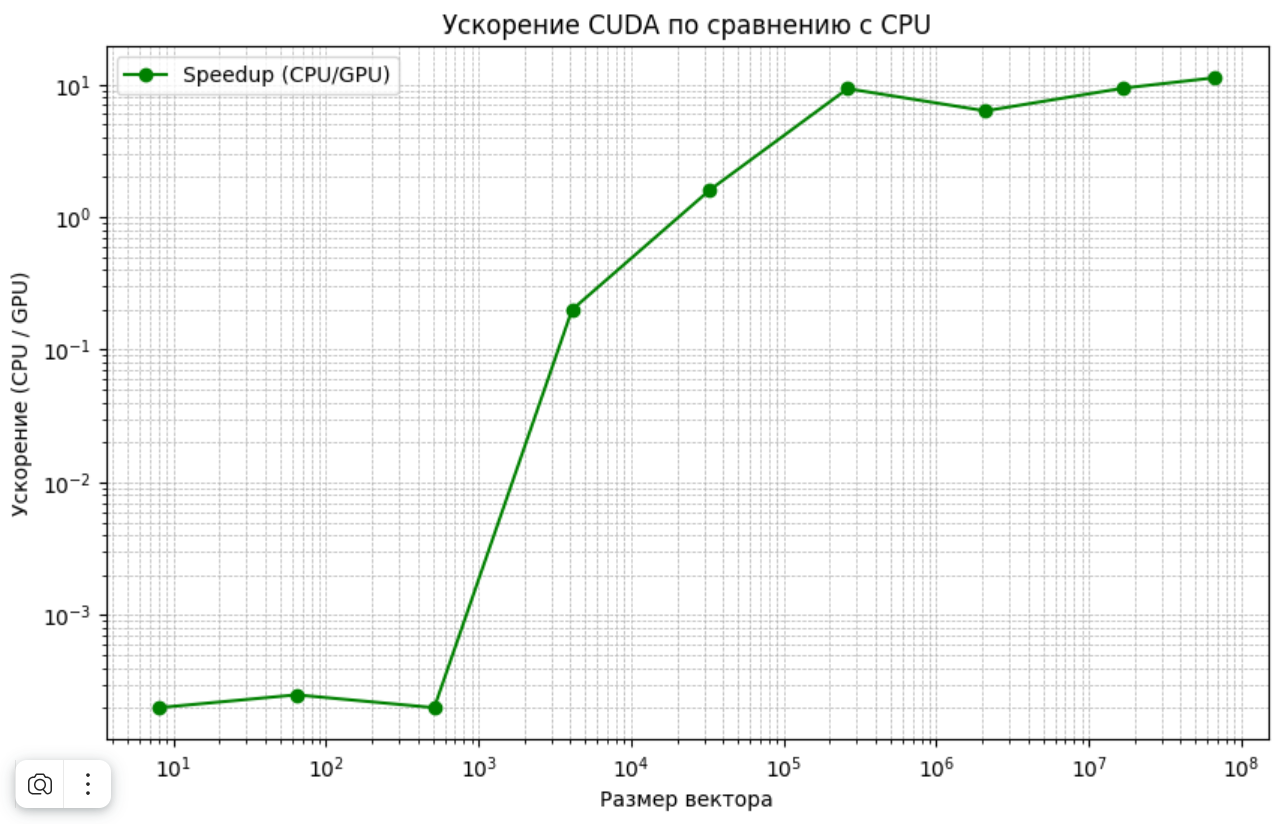 Ускорение CUDA по сравнению с CPU
Speedup (CPU/GPU)
Ускорение (CPU / GPU)
10¹
10⁰
10⁻¹
10⁻²
10⁻³
10¹ 10² 10³ 10⁴ 10⁵ 10⁶ 10⁷ 10⁸
Размер вектора